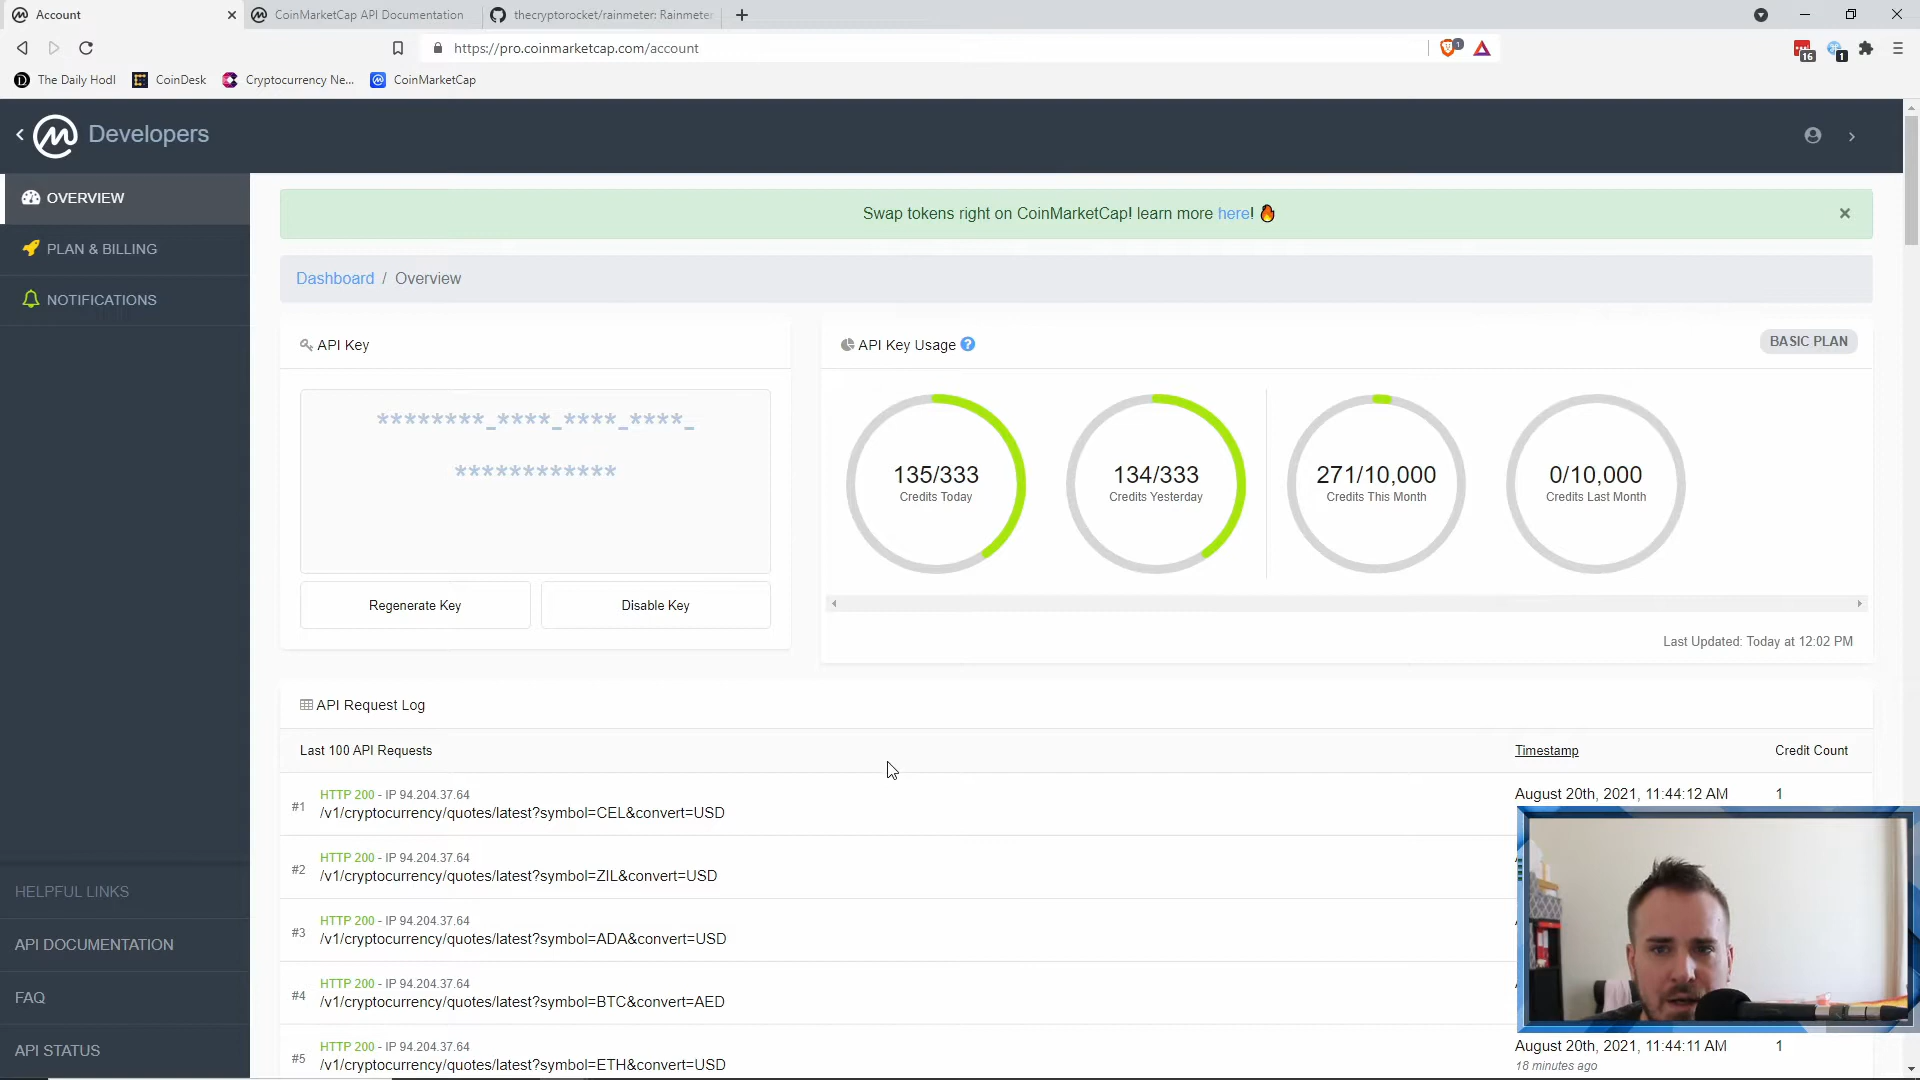 Account
CoinMarketCap API Documentation
thecryptorocket/rainmeter: Rainmeter
https://pro.coinmarketcap.com/account
1
16
1
The Daily Hodl
CoinDesk
Cryptocurrency Ne...
CoinMarketCap
Developers
OVERVIEW
PLAN & BILLING
NOTIFICATIONS
Swap tokens right on CoinMarketCap! learn more here! 🔥
Dashboard / Overview
API Key
********_****_****_****_
************
Regenerate Key
Disable Key
API Key Usage
BASIC PLAN
135/333
Credits Today
134/333
Credits Yesterday
271/10,000
Credits This Month
0/10,000
Credits Last Month
Last Updated: Today at 12:02 PM
API Request Log
Last 100 API Requests
Timestamp
Credit Count
#1
HTTP 200 - IP 94.204.37.64
/v1/cryptocurrency/quotes/latest?symbol=CEL&convert=USD
August 20th, 2021, 11:44:12 AM
1
#2
HTTP 200 - IP 94.204.37.64
/v1/cryptocurrency/quotes/latest?symbol=ZIL&convert=USD
#3
HTTP 200 - IP 94.204.37.64
/v1/cryptocurrency/quotes/latest?symbol=ADA&convert=USD
#4
HTTP 200 - IP 94.204.37.64
/v1/cryptocurrency/quotes/latest?symbol=BTC&convert=AED
#5
HTTP 200 - IP 94.204.37.64
/v1/cryptocurrency/quotes/latest?symbol=ETH&convert=USD
August 20th, 2021, 11:44:11 AM
18 minutes ago
1
HELPFUL LINKS
API DOCUMENTATION
FAQ
API STATUS